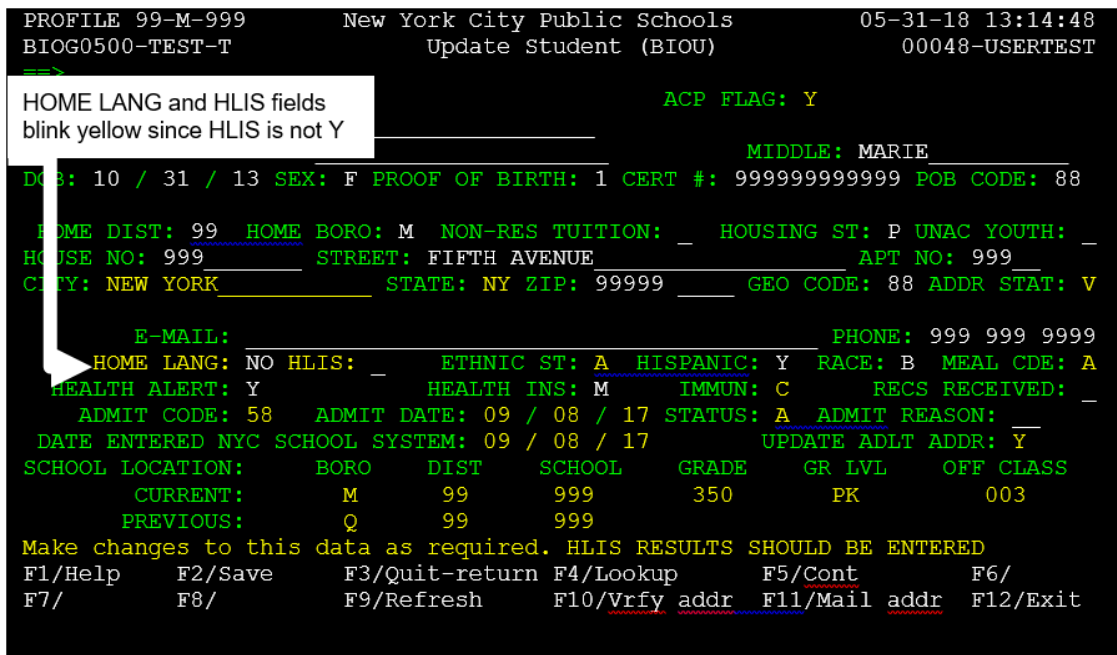 PROFILE 99-M-999 New York City Public Schools 05-31-18 13:14:48
BIOG0500-TEST-T Update Student (BIOU) 00048-USERTEST
==>
HOME LANG and HLIS fields
blink yellow since HLIS is not Y
ACP FLAG: Y
MIDDLE: MARIE
DOB: 10 / 31 / 13 SEX: F PROOF OF BIRTH: 1 CERT #: 999999999999 POB CODE: 88
HOME DIST: 99 HOME BORO: M NON-RES TUITION: _ HOUSING ST: P UNAC YOUTH: _
HOUSE NO: 999 STREET: FIFTH AVENUE APT NO: 999
CITY: NEW YORK STATE: NY ZIP: 99999 GEO CODE: 88 ADDR STAT: V
E-MAIL: PHONE: 999 999 9999
HOME LANG: NO HLIS: _ ETHNIC ST: A HISPANIC: Y RACE: B MEAL CDE: A
HEALTH ALERT: Y HEALTH INS: M IMMUN: C RECS RECEIVED: _
ADMIT CODE: 58 ADMIT DATE: 09 / 08 / 17 STATUS: A ADMIT REASON: __
DATE ENTERED NYC SCHOOL SYSTEM: 09 / 08 / 17 UPDATE ADLT ADDR: Y
SCHOOL LOCATION: BORO DIST SCHOOL GRADE GR LVL OFF CLASS
CURRENT: M 99 999 350 PK 003
PREVIOUS: Q 99 999
Make changes to this data as required. HLIS RESULTS SHOULD BE ENTERED
F1/Help F2/Save F3/Quit-return F4/Lookup F5/Cont F6/
F7/ F8/ F9/Refresh F10/Vrfy addr F11/Mail addr F12/Exit